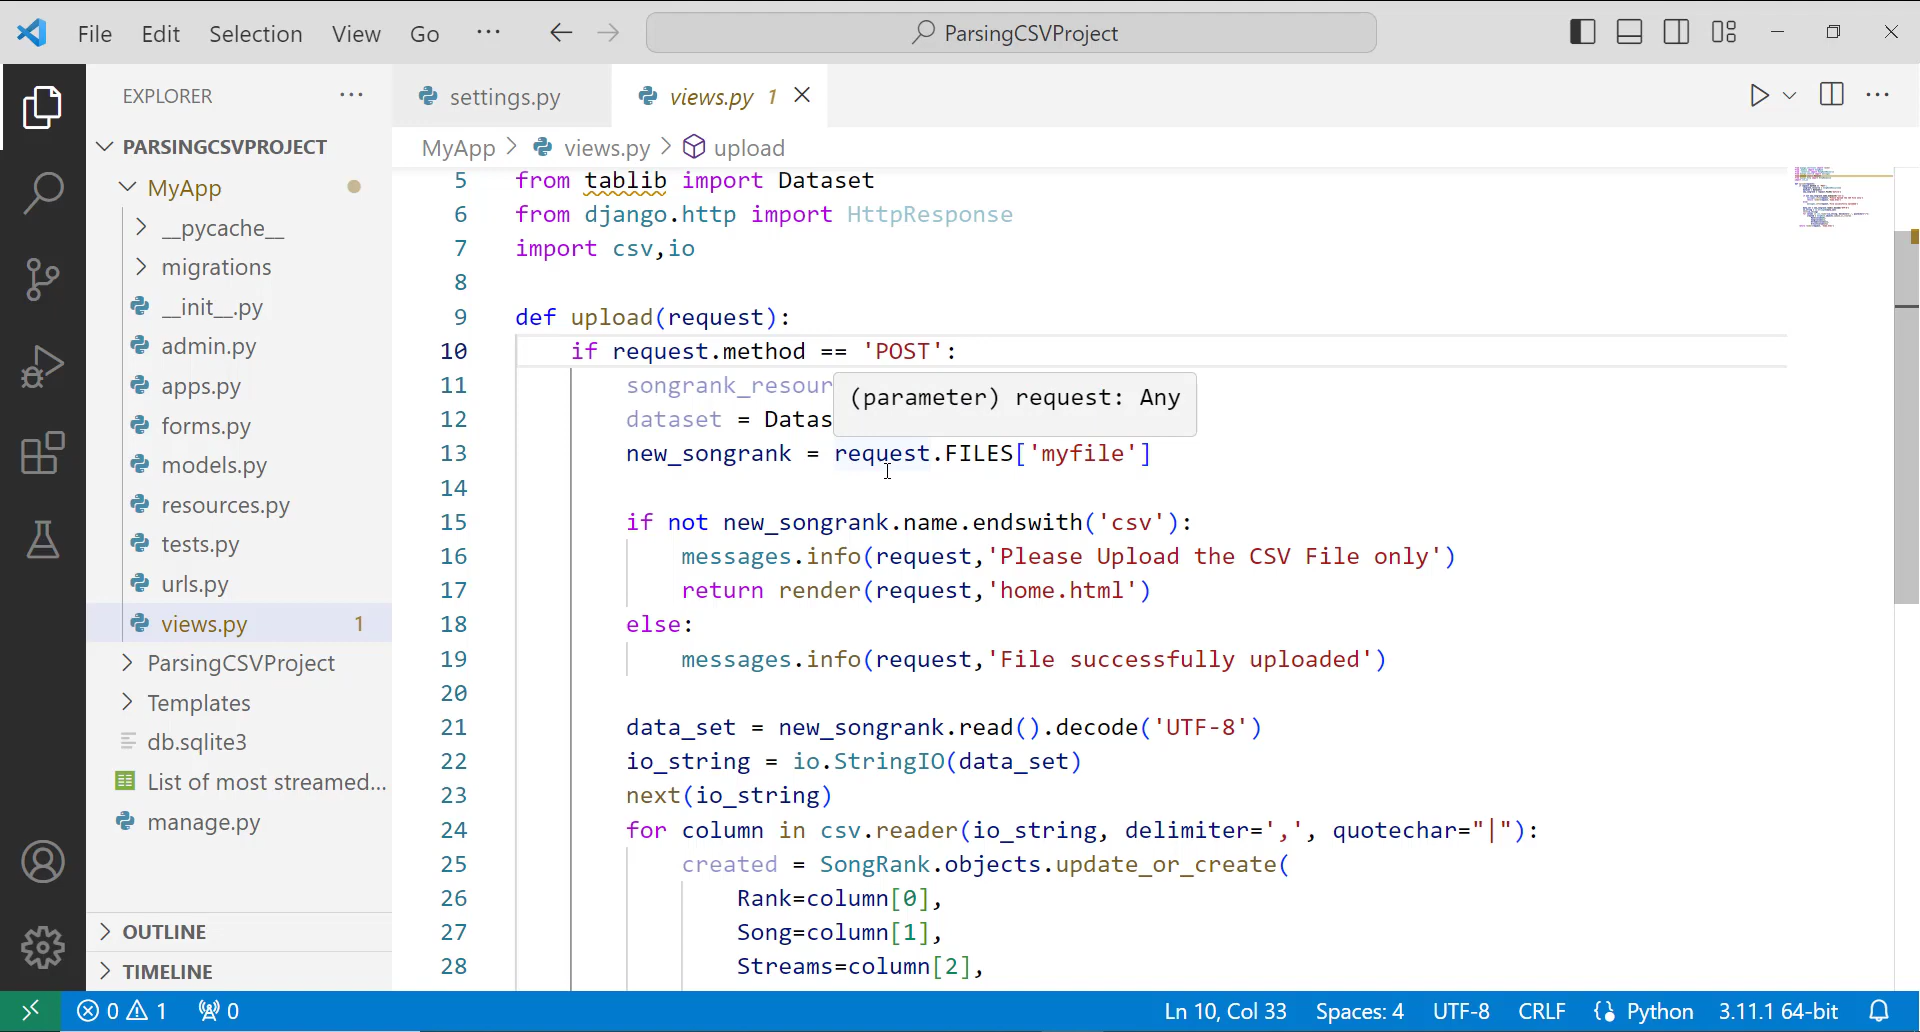 File Edit Selection View Go ··· ParsingCSVProject
EXPLORER ···
PARSINGCSVPROJECT
MyApp
__pycache__
migrations
__init__.py
admin.py
apps.py
forms.py
models.py
resources.py
tests.py
urls.py
views.py 1
ParsingCSVProject
Templates
db.sqlite3
List of most streamed...
manage.py
OUTLINE
TIMELINE
settings.py views.py 1
MyApp > views.py > upload
5 from tablib import Dataset
6 from django.http import HttpResponse
7 import csv,io
8
9 def upload(request):
10 if request.method == 'POST':
11 songrank_resour
(parameter) request: Any
12 dataset = Datas
13 new_songrank = request.FILES['myfile']
14
15 if not new_songrank.name.endswith('csv'):
16 messages.info(request,'Please Upload the CSV File only')
17 return render(request,'home.html')
18 else:
19 messages.info(request,'File successfully uploaded')
20
21 data_set = new_songrank.read().decode('UTF-8')
22 io_string = io.StringIO(data_set)
23 next(io_string)
24 for column in csv.reader(io_string, delimiter=',', quotechar="|"):
25 created = SongRank.objects.update_or_create(
26 Rank=column[0],
27 Song=column[1],
28 Streams=column[2],
0 1 0 Ln 10, Col 33 Spaces: 4 UTF-8 CRLF Python 3.11.1 64-bit